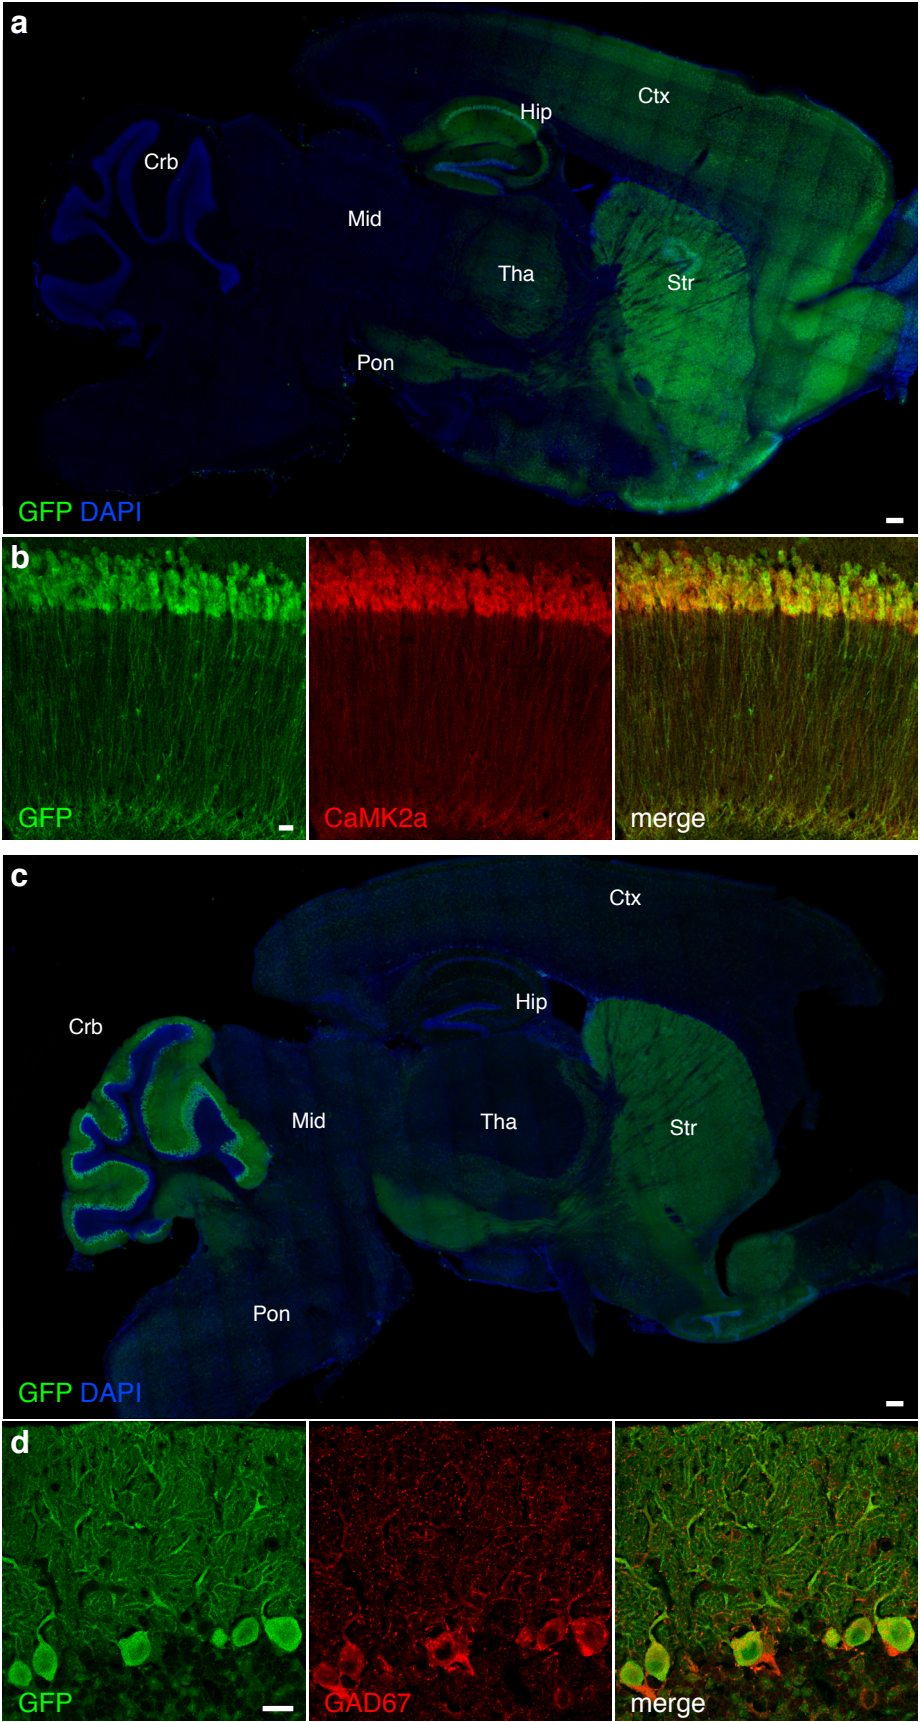 a
Ctx
Hip
Crb
Mid
Tha
Str
Pon
GFP DAPI
b
GFP
CaMK2a
merge
c
Ctx
Hip
Crb
Mid
Tha
Str
Pon
GFP DAPI
d
GFP
GAD67
merge